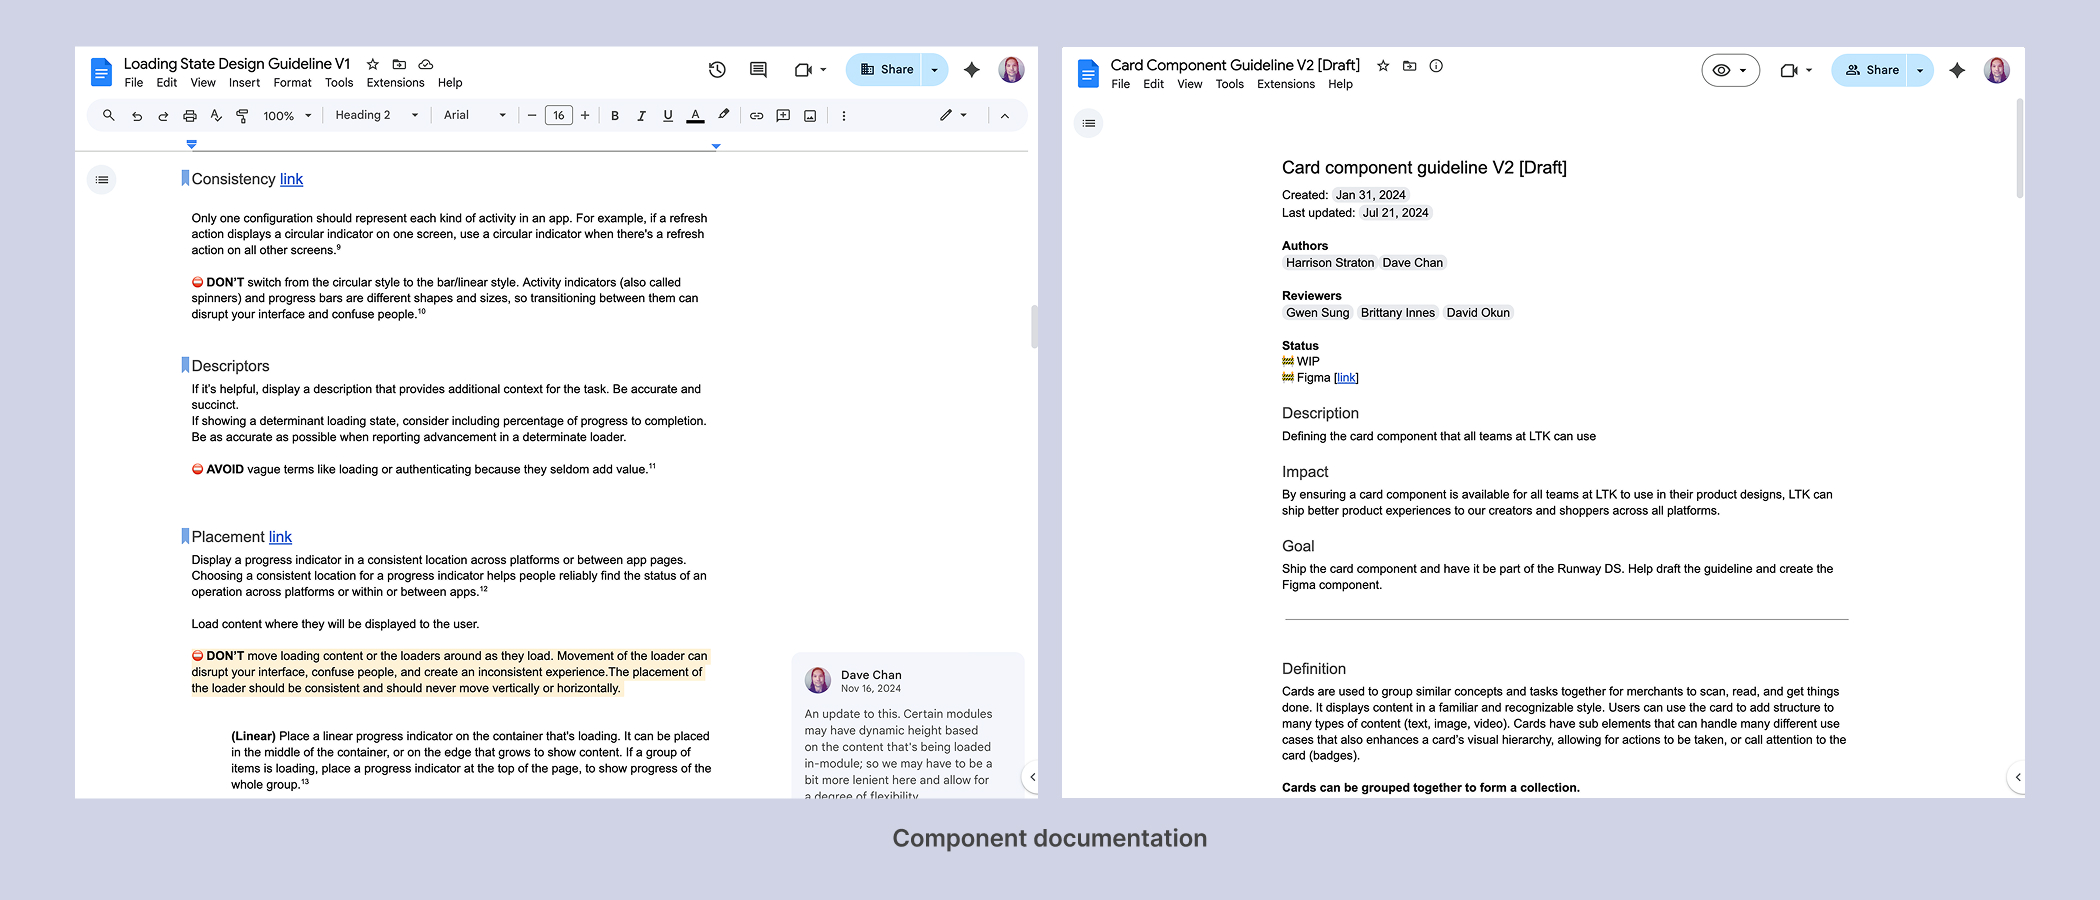 Loading State Design Guideline V1
File Edit View Insert Format Tools Extensions Help
Share
100% Heading 2 Arial 16 B I U A
Consistency link
Only one configuration should represent each kind of activity in an app. For example, if a refresh
action displays a circular indicator on one screen, use a circular indicator when there's a refresh
action on all other screens.⁹
DON'T switch from the circular style to the bar/linear style. Activity indicators (also called
spinners) and progress bars are different shapes and sizes, so transitioning between them can
disrupt your interface and confuse people.¹⁰
Descriptors
If it's helpful, display a description that provides additional context for the task. Be accurate and
succinct.
If showing a determinant loading state, consider including percentage of progress to completion.
Be as accurate as possible when reporting advancement in a determinate loader.
AVOID vague terms like loading or authenticating because they seldom add value.¹¹
Placement link
Display a progress indicator in a consistent location across platforms or between app pages.
Choosing a consistent location for a progress indicator helps people reliably find the status of an
operation across platforms or within or between apps.¹²
Load content where they will be displayed to the user.
DON'T move loading content or the loaders around as they load. Movement of the loader can
disrupt your interface, confuse people, and create an inconsistent experience.The placement of
the loader should be consistent and should never move vertically or horizontally.
(Linear) Place a linear progress indicator on the container that's loading. It can be placed
in the middle of the container, or on the edge that grows to show content. If a group of
items is loading, place a progress indicator at the top of the page, to show progress of the
whole group.¹³
Dave Chan
Nov 16, 2024
An update to this. Certain modules
may have dynamic height based
on the content that's being loaded
in-module; so we may have to be a
bit more lenient here and allow for
a degree of flexibility
Card Component Guideline V2 [Draft]
File Edit View Tools Extensions Help
Share
Card component guideline V2 [Draft]
Created: Jan 31, 2024
Last updated: Jul 21, 2024
Authors
Harrison Straton Dave Chan
Reviewers
Gwen Sung Brittany Innes David Okun
Status
WIP
Figma [link]
Description
Defining the card component that all teams at LTK can use
Impact
By ensuring a card component is available for all teams at LTK to use in their product designs, LTK can
ship better product experiences to our creators and shoppers across all platforms.
Goal
Ship the card component and have it be part of the Runway DS. Help draft the guideline and create the
Figma component.
Definition
Cards are used to group similar concepts and tasks together for merchants to scan, read, and get things
done. It displays content in a familiar and recognizable style. Users can use the card to add structure to
many types of content (text, image, video). Cards have sub elements that can handle many different use
cases that also enhances a card's visual hierarchy, allowing for actions to be taken, or call attention to the
card (badges).
Cards can be grouped together to form a collection.
Component documentation